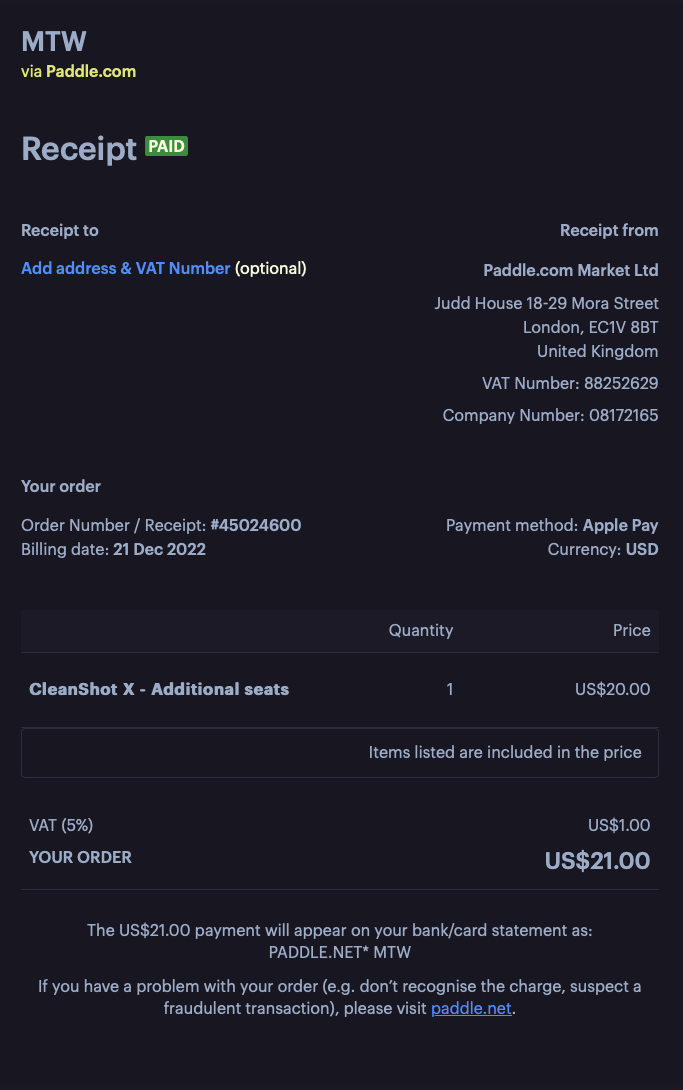 MTW
via Paddle.com
Receipt PAID
Receipt to
Receipt from
Add address & VAT Number (optional)
Paddle.com Market Ltd
Judd House 18-29 Mora Street
London, EC1V 8BT
United Kingdom
VAT Number: 88252629
Company Number: 08172165
Your order
Order Number / Receipt: #45024600
Payment method: Apple Pay
Billing date: 21 Dec 2022
Currency: USD
Quantity Price
CleanShot X - Additional seats 1 US$20.00
Items listed are included in the price
VAT (5%) US$1.00
YOUR ORDER US$21.00
The US$21.00 payment will appear on your bank/card statement as:
PADDLE.NET* MTW
If you have a problem with your order (e.g. don’t recognise the charge, suspect a
fraudulent transaction), please visit paddle.net.